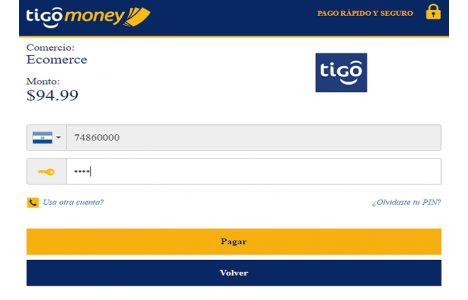 tigo money
PAGO RÁPIDO Y SEGURO
Comercio:
Ecomerce
Monto:
$94.99
tigo
74860000
••••
Usa otra cuenta?
¿Olvidaste tu PIN?
Pagar
Volver